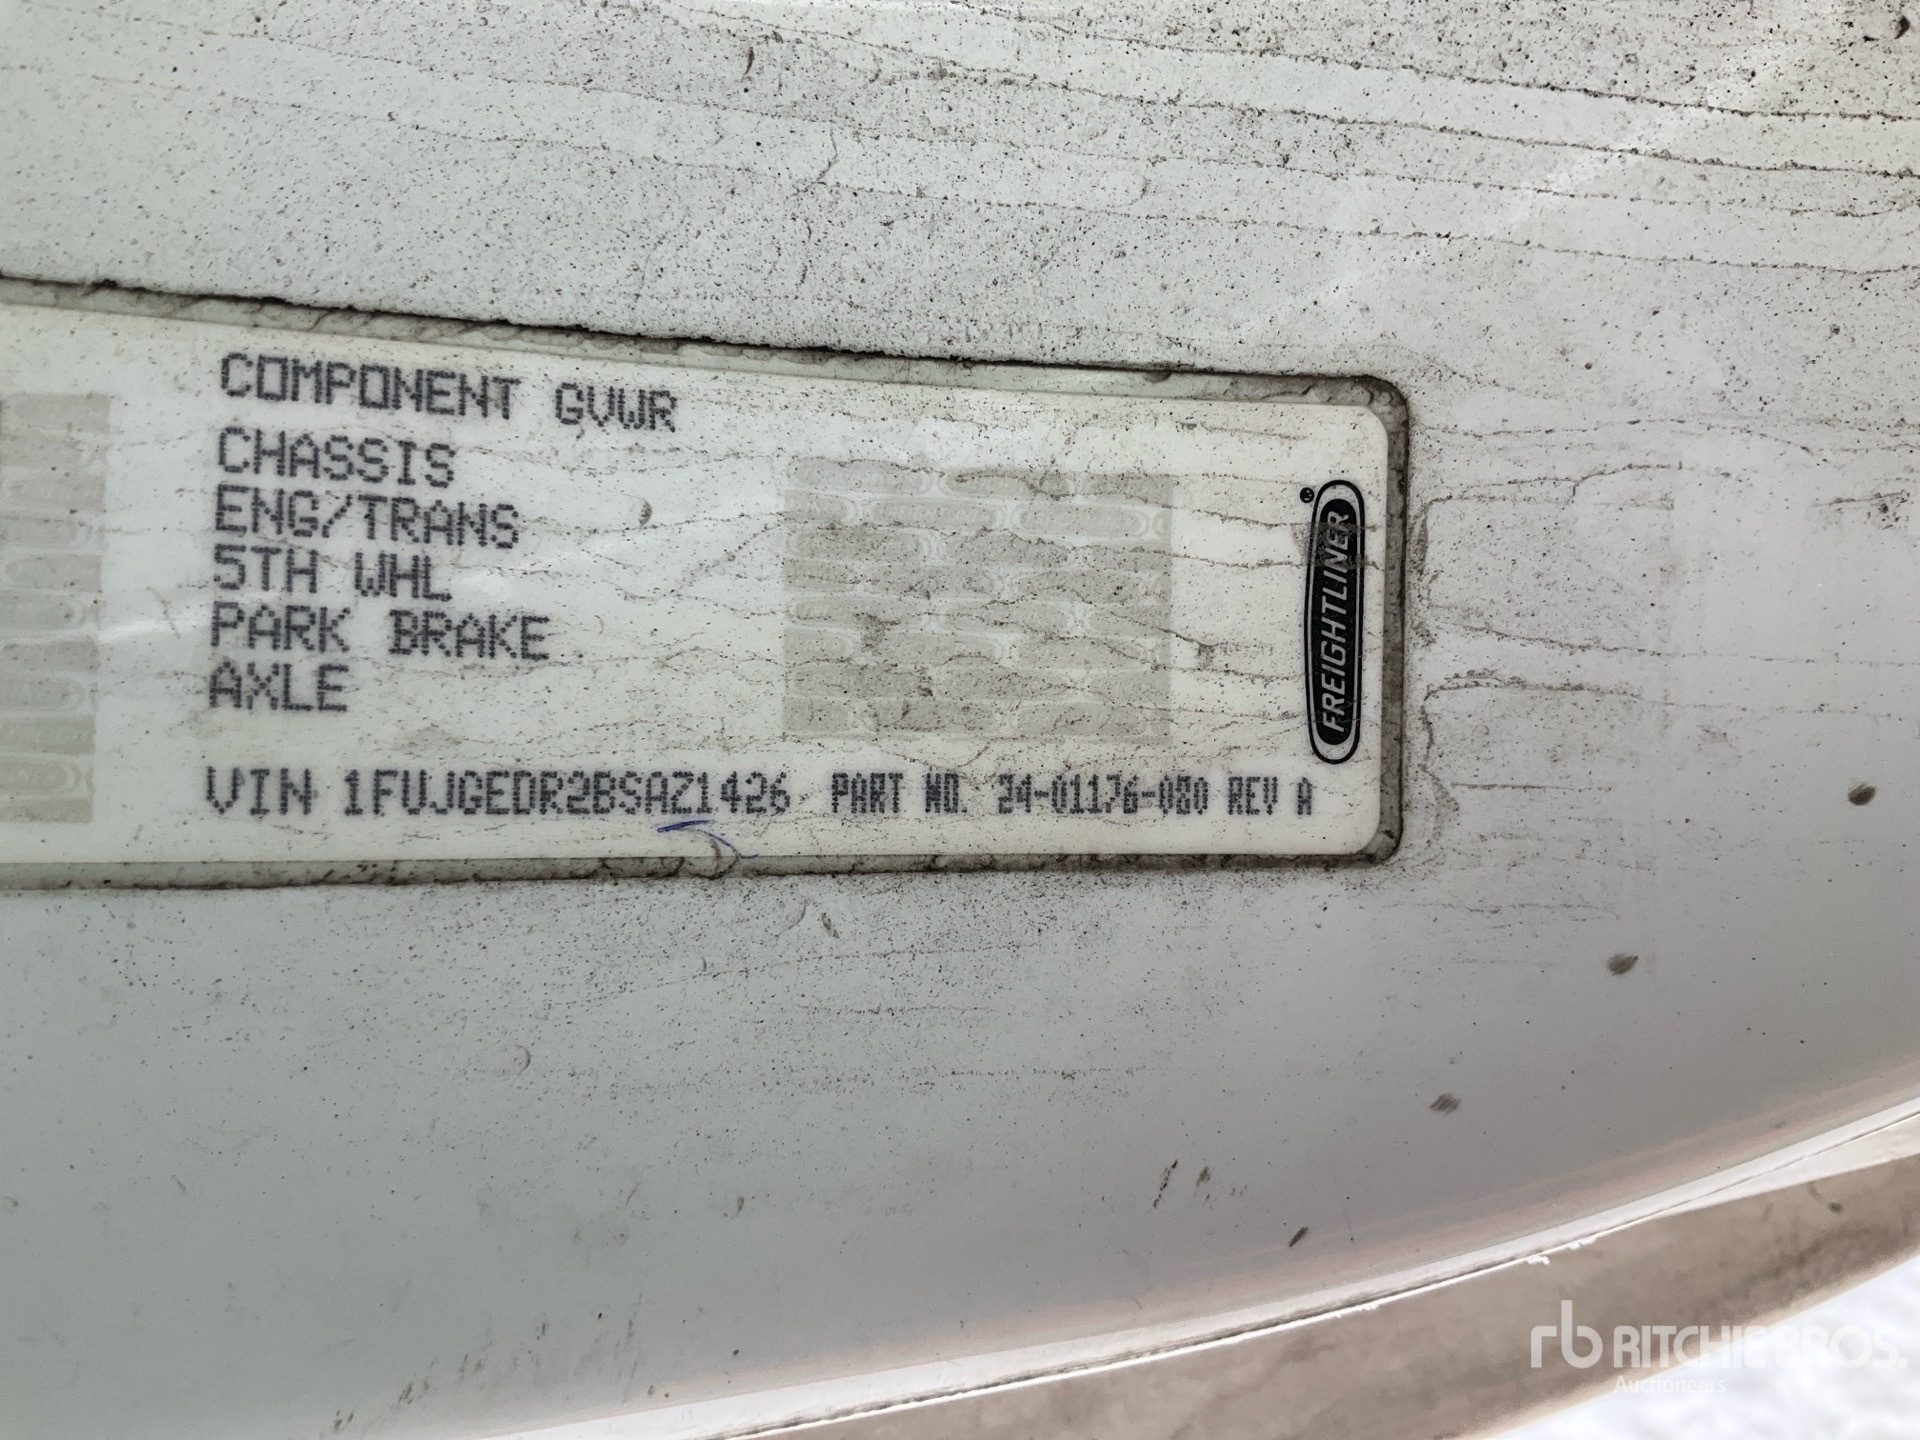 COMPONENT GVWR
CHASSIS
ENG/TRANS
5TH WHL
PARK BRAKE
AXLE
FREIGHTLINER®
VIN 1FUJGEDR2BSAZ1426 PART NO. 24-01176-080 REV A
rb RITCHIE BROS.
Auctioneers